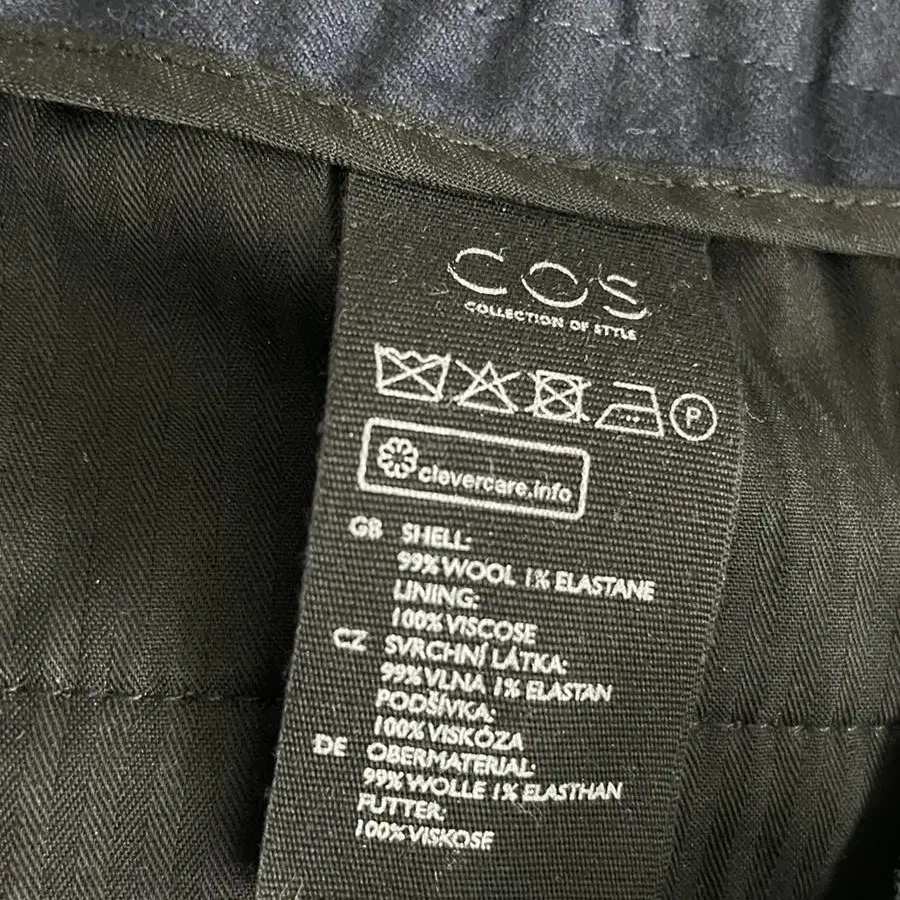 COS
COLLECTION OF STYLE
P
clevercare.info
GB SHELL:
99% WOOL 1% ELASTANE
LINING:
100% VISCOSE
CZ SVRCHNÍ LÁTKA:
99% VLNA 1% ELASTAN
PODŠÍVKA:
100% VISKÓZA
DE OBERMATERIAL:
99% WOLLE 1% ELASTHAN
FUTTER:
100% VISKOSE